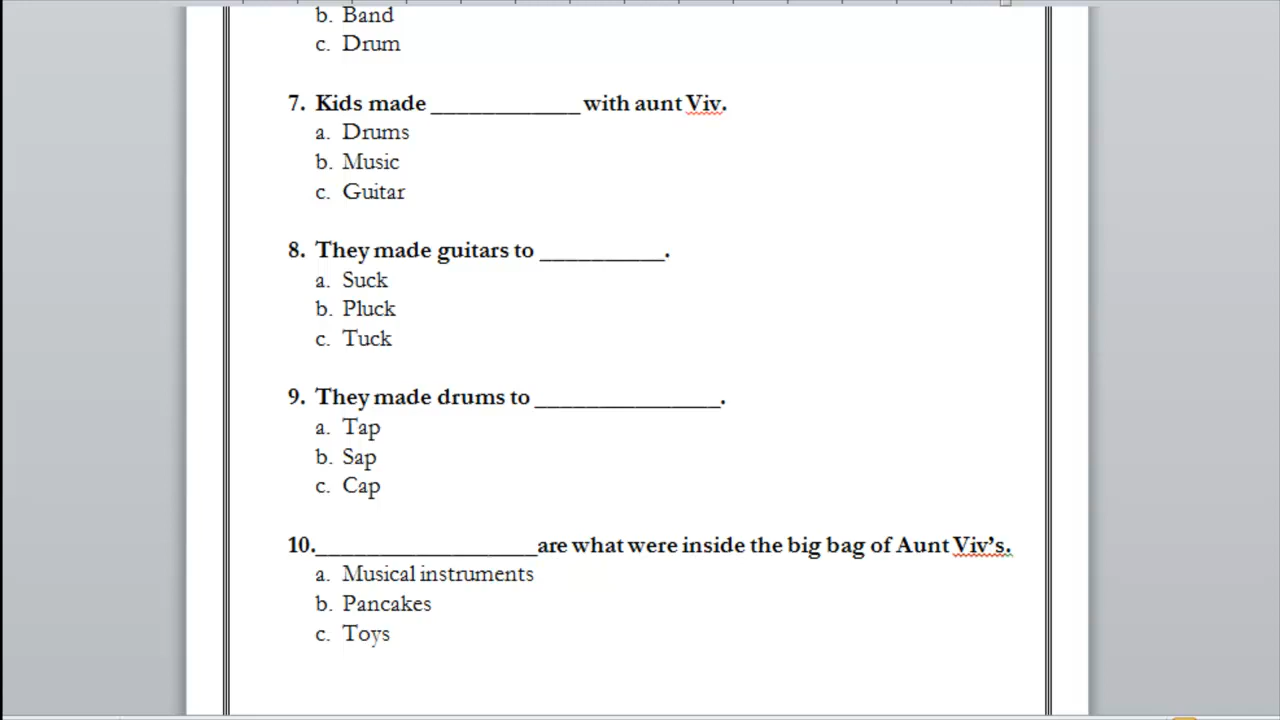 b. Band
c. Drum
7. Kids made ____________ with aunt Viv.
a. Drums
b. Music
c. Guitar
8. They made guitars to __________.
a. Suck
b. Pluck
c. Tuck
9. They made drums to _______________.
a. Tap
b. Sap
c. Cap
10.__________________are what were inside the big bag of Aunt Viv's.
a. Musical instruments
b. Pancakes
c. Toys